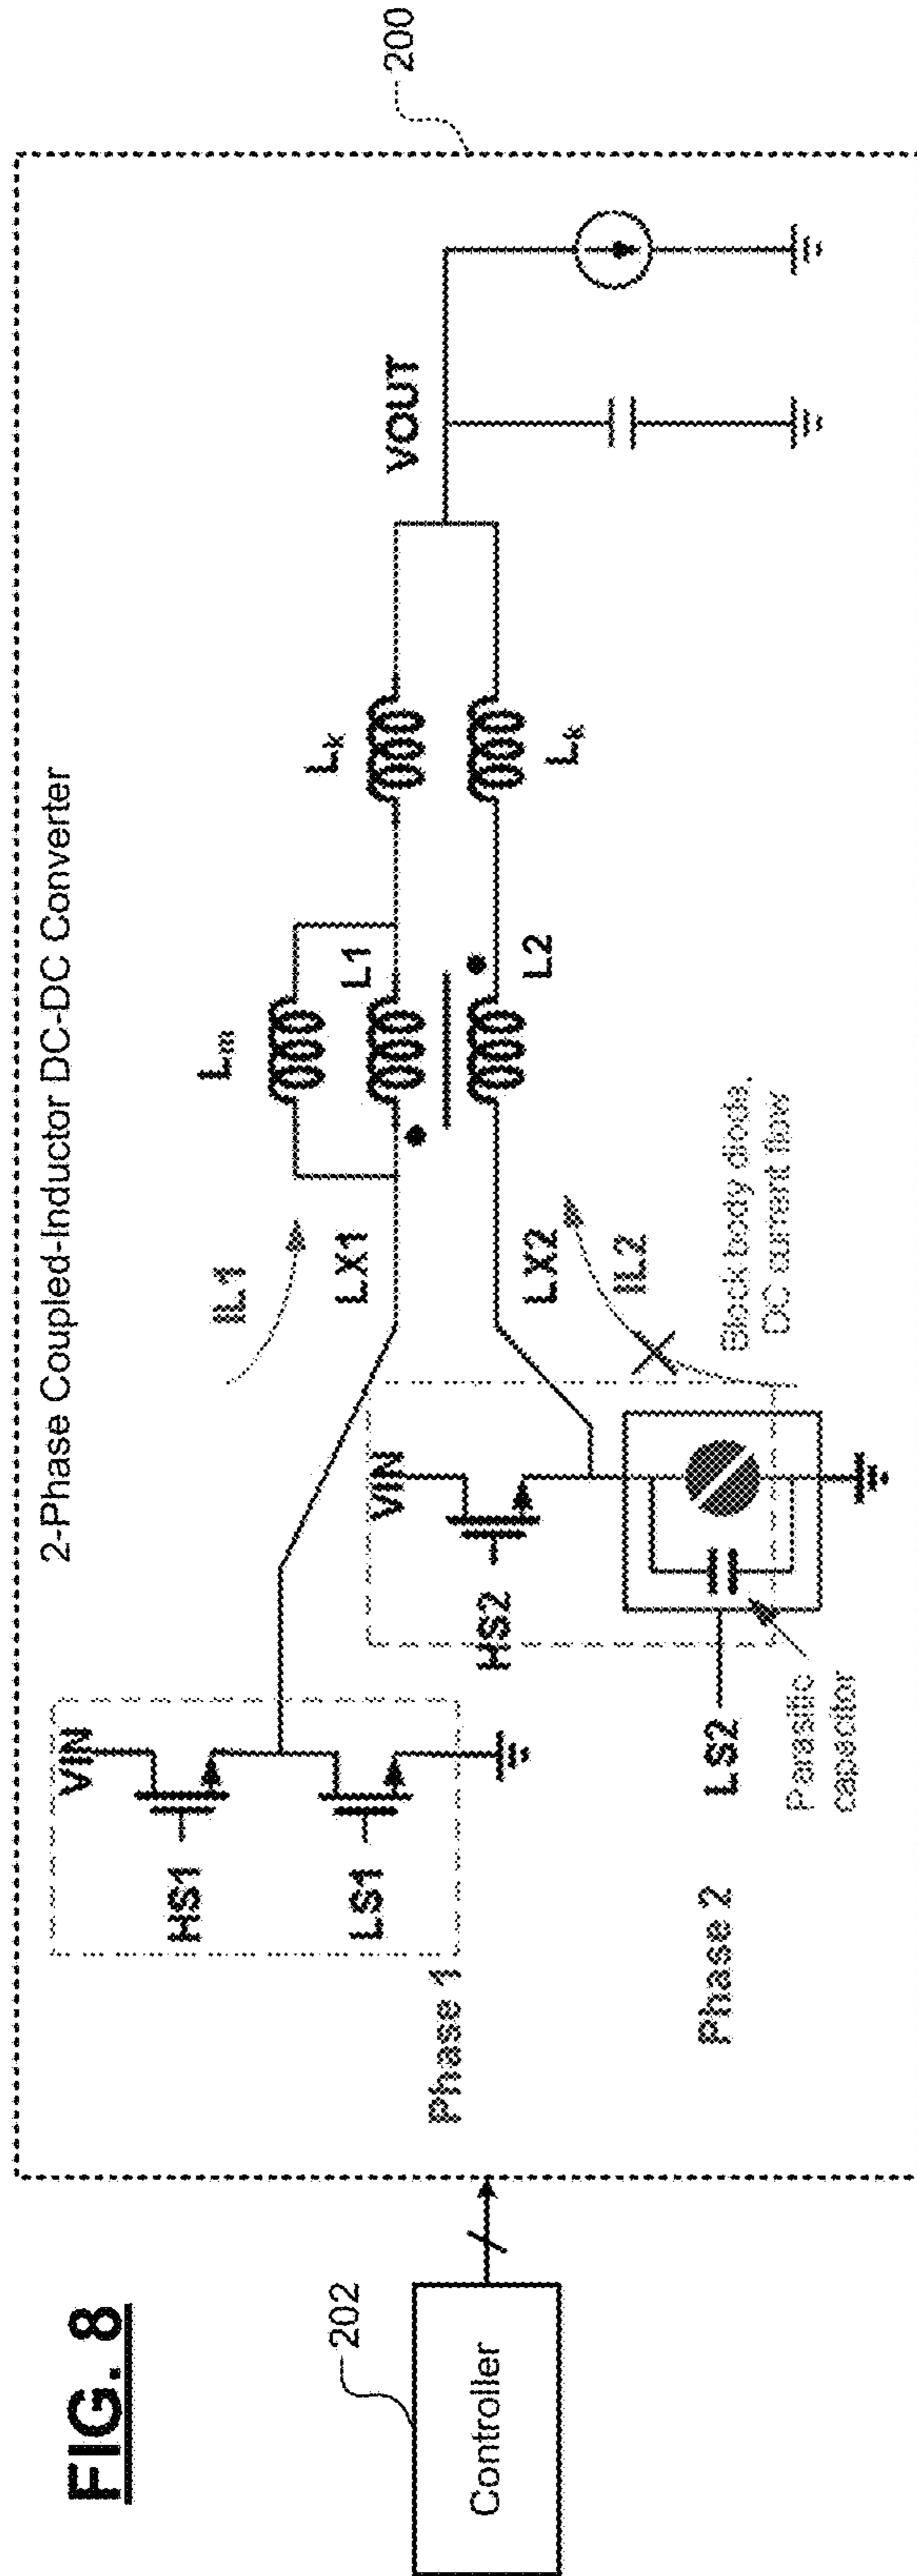 FIG. 8
2-Phase Coupled-Inductor DC-DC Converter
200
202
Controller
Phase 1
VIN
HS1
LS1
IL1
LX1
Lm
L1
Lk
VOUT
Phase 2
VIN
HS2
LS2
LX2
IL2
L2
Lk
Block body diode.
DC current flow
Parasitic
capacitor